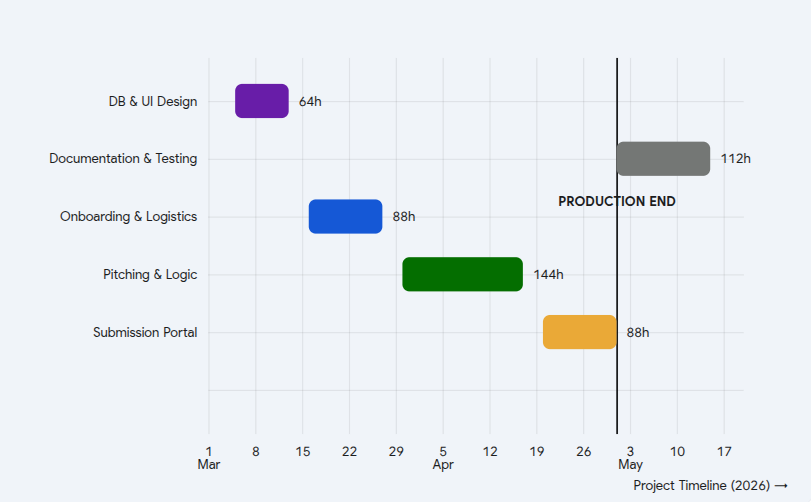 DB & UI Design
64h
Documentation & Testing
112h
PRODUCTION END
Onboarding & Logistics
88h
Pitching & Logic
144h
Submission Portal
88h
1 8 15 22 29 5 12 19 26 3 10 17
Mar Apr May
Project Timeline (2026) →